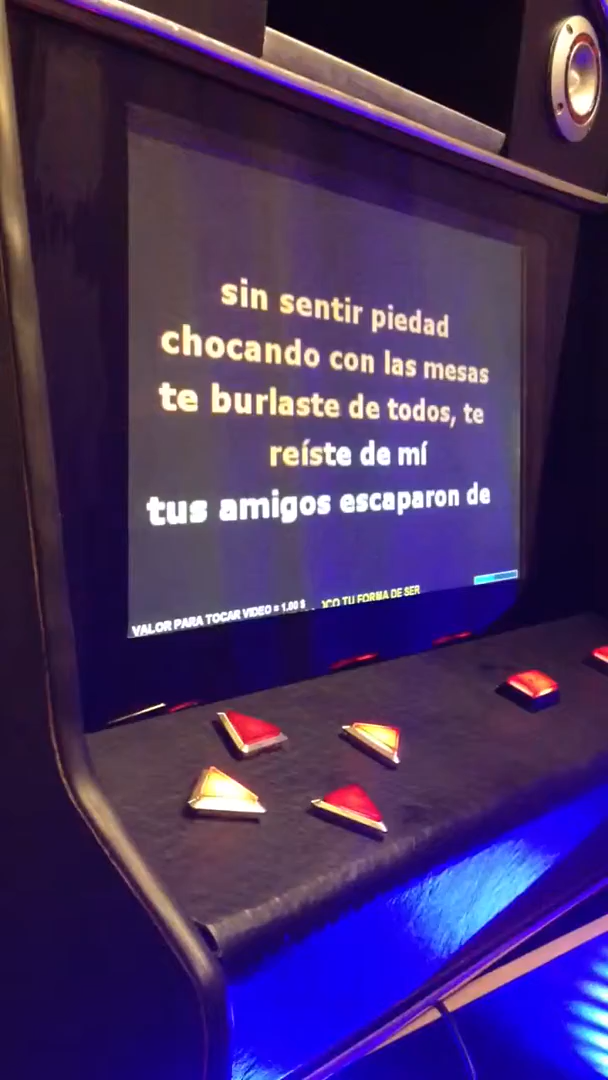 sin sentir piedad
chocando con las mesas
te burlaste de todos, te
reíste de mí
tus amigos escaparon de
VALOR PARA TOCAR VIDEO = 1.00 $ TU FORMA DE SER